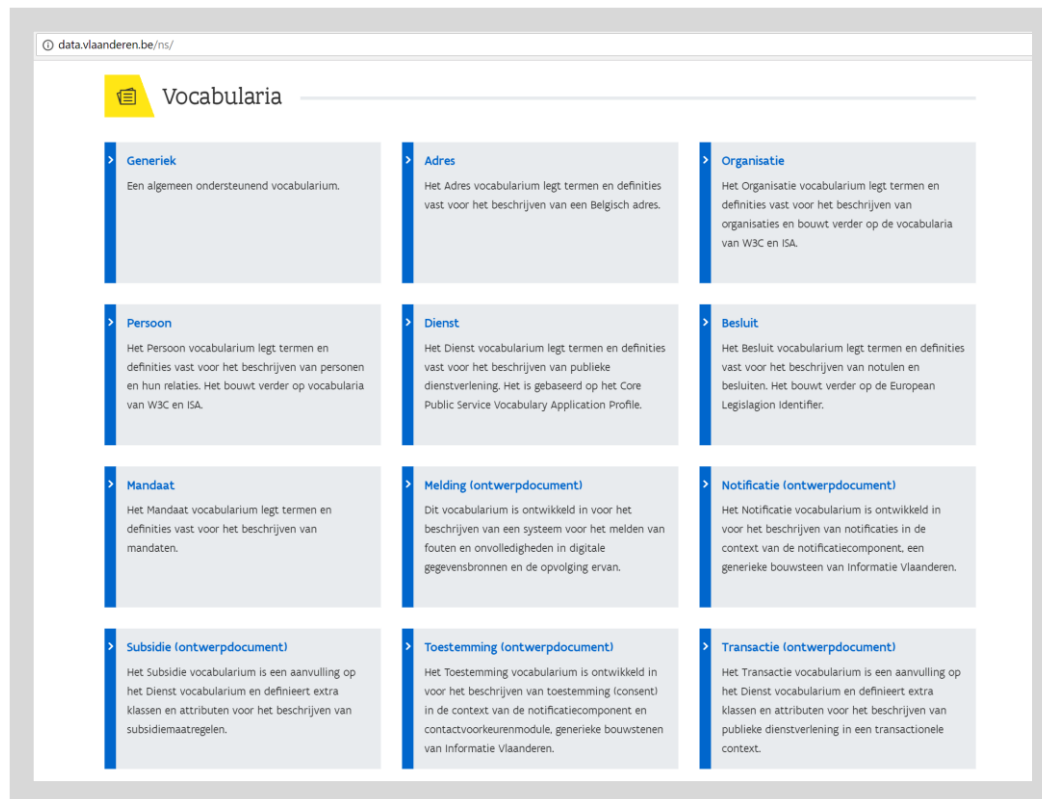 data.vlaanderen.be/ns/
Vocabularia
Generiek
Een algemeen ondersteunend vocabularium.
Adres
Het Adres vocabularium legt termen en definities
vast voor het beschrijven van een Belgisch adres.
Organisatie
Het Organisatie vocabularium legt termen en
definities vast voor het beschrijven van
organisaties en bouwt verder op de vocabularia
van W3C en ISA.
Persoon
Het Persoon vocabularium legt termen en
definities vast voor het beschrijven van personen
en hun relaties. Het bouwt verder op vocabularia
van W3C en ISA.
Dienst
Het Dienst vocabularium legt termen en definities
vast voor het beschrijven van publieke
dienstverlening. Het is gebaseerd op het Core
Public Service Vocabulary Application Profile.
Besluit
Het Besluit vocabularium legt termen en definities
vast voor het beschrijven van notulen en
besluiten. Het bouwt verder op de European
Legislagion Identifier.
Mandaat
Het Mandaat vocabularium legt termen en
definities vast voor het beschrijven van
mandaten.
Melding (ontwerpdocument)
Dit vocabularium is ontwikkeld in voor het
beschrijven van een systeem voor het melden van
fouten en onvolledigheden in digitale
gegevensbronnen en de opvolging ervan.
Notificatie (ontwerpdocument)
Het Notificatie vocabularium is ontwikkeld in
voor het beschrijven van notificaties in de
context van de notificatiecomponent, een
generieke bouwsteen van Informatie Vlaanderen.
Subsidie (ontwerpdocument)
Het Subsidie vocabularium is een aanvulling op
het Dienst vocabularium en definieert extra
klassen en attributen voor het beschrijven van
subsidiemaatregelen.
Toestemming (ontwerpdocument)
Het Toestemming vocabularium is ontwikkeld in
voor het beschrijven van toestemming (consent)
in de context van de notificatiecomponent en
contactvoorkeurenmodule, generieke bouwstenen
van Informatie Vlaanderen.
Transactie (ontwerpdocument)
Het Transactie vocabularium is een aanvulling op
het Dienst vocabularium en definieert extra
klassen en attributen voor het beschrijven van
publieke dienstverlening in een transactionele
context.